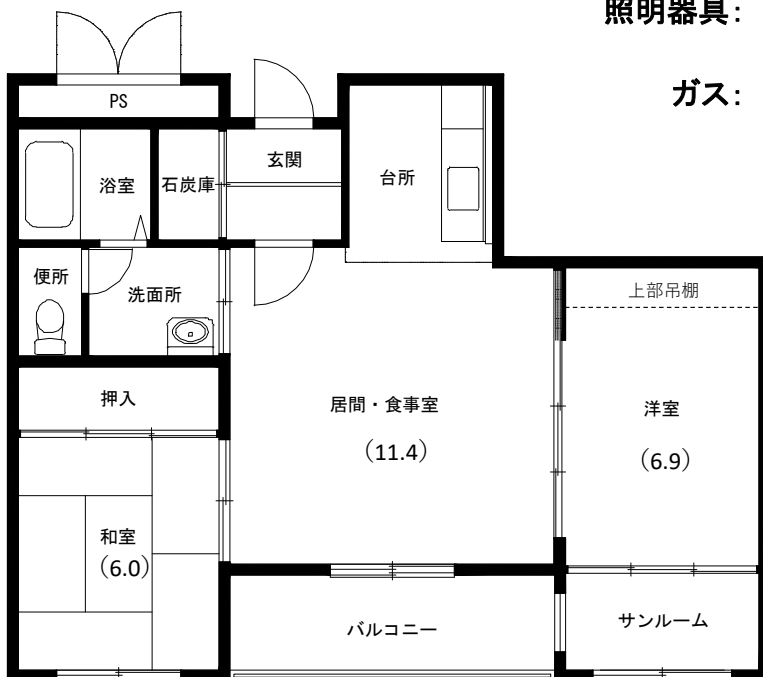 照明器具：
ガス：
PS
浴室
石炭庫
玄関
台所
便所
洗面所
上部吊棚
押入
居間・食事室
（11.4）
洋室
（6.9）
和室
（6.0）
バルコニー
サンルーム